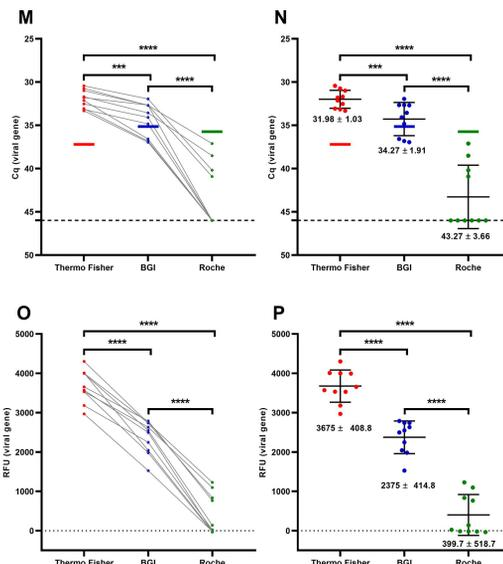 M
Cq (viral gene)
25
30
35
40
45
50
****
***
****
Thermo Fisher
BGI
Roche
N
Cq (viral gene)
25
30
35
40
45
50
****
***
****
31.98 ± 1.03
34.27 ± 1.91
43.27 ± 3.66
Thermo Fisher
BGI
Roche
O
RFU (viral gene)
5000
4000
3000
2000
1000
0
****
****
****
Thermo Fisher
BGI
Roche
P
RFU (viral gene)
5000
4000
3000
2000
1000
0
****
****
****
3675 ± 408.8
2375 ± 414.8
399.7 ± 518.7
Thermo Fisher
BGI
Roche